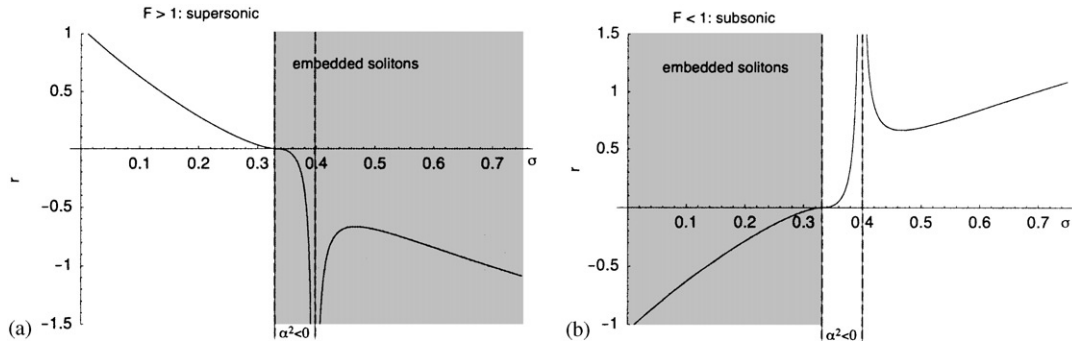 F > 1: supersonic
1
0.5
−0.5
−1
−1.5
r
embedded solitons
0.1 0.2 0.3 0.4 0.5 0.6 0.7 σ
α²<0
(a)
F < 1: subsonic
1.5
1
0.5
−0.5
−1
r
embedded solitons
0.1 0.2 0.3 0.4 0.5 0.6 0.7 σ
α²<0
(b)